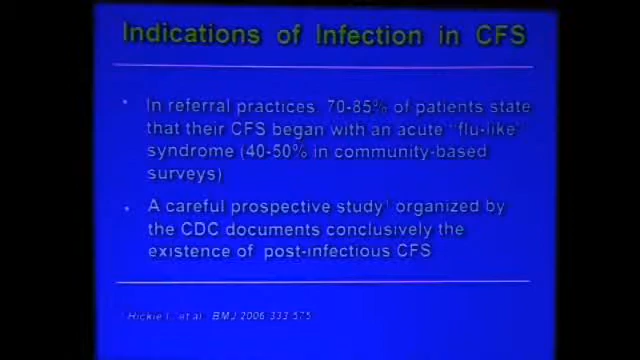 Indications of Infection in CFS
• In referral practices, 70-85% of patients state
that their CFS began with an acute "flu-like"
syndrome (40-50% in community-based
surveys)
• A careful prospective study¹ organized by
the CDC documents conclusively the
existence of post-infectious CFS
¹ Hickie I, et al. BMJ 2006:333:575